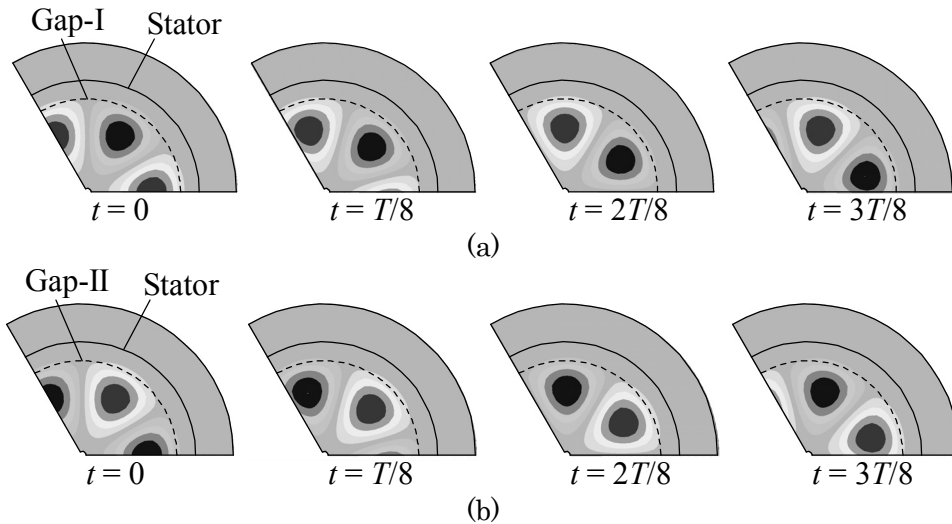 Gap-I Stator
t = 0 t = T/8 t = 2T/8 t = 3T/8
(a)
Gap-II Stator
t = 0 t = T/8 t = 2T/8 t = 3T/8
(b)